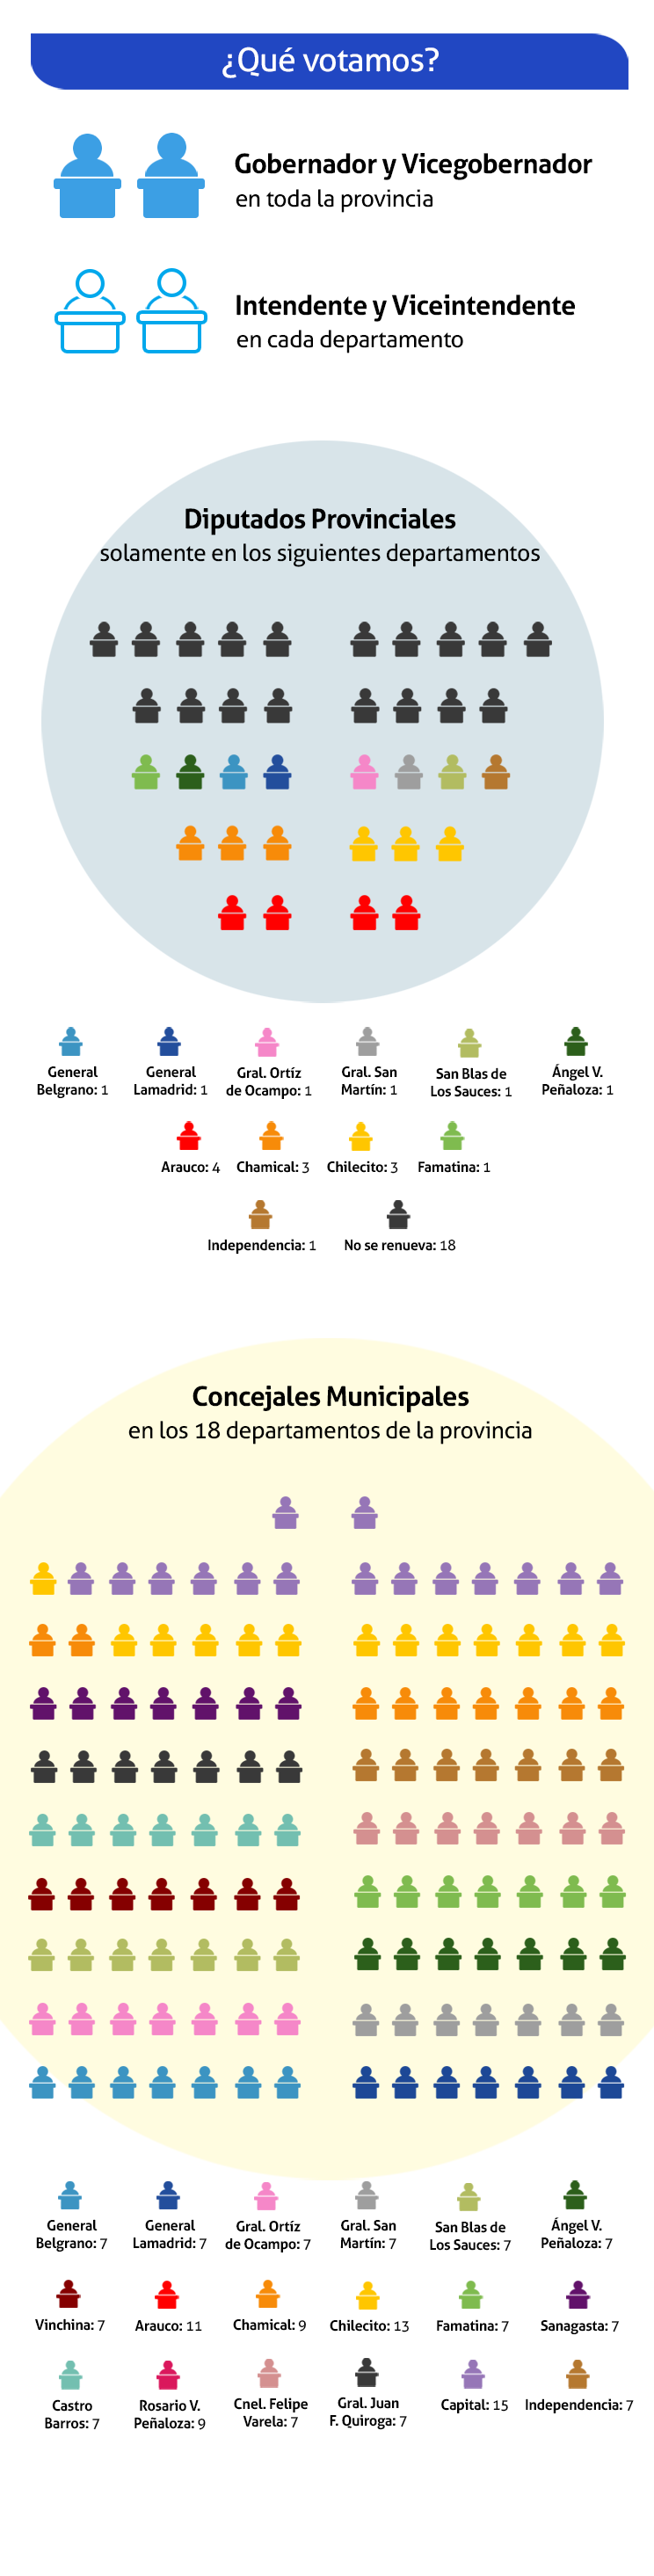 ¿Qué votamos?
Gobernador y Vicegobernador
en toda la provincia
Intendente y Viceintendente
en cada departamento
Diputados Provinciales
solamente en los siguientes departamentos
General
Belgrano: 1
General
Lamadrid: 1
Gral. Ortíz
de Ocampo: 1
Gral. San
Martín: 1
San Blas de
Los Sauces: 1
Ángel V.
Peñaloza: 1
Arauco: 4
Chamical: 3
Chilecito: 3
Famatina: 1
Independencia: 1
No se renueva: 18
Concejales Municipales
en los 18 departamentos de la provincia
General
Belgrano: 7
General
Lamadrid: 7
Gral. Ortíz
de Ocampo: 7
Gral. San
Martín: 7
San Blas de
Los Sauces: 7
Ángel V.
Peñaloza: 7
Vinchina: 7
Arauco: 11
Chamical: 9
Chilecito: 13
Famatina: 7
Sanagasta: 7
Castro
Barros: 7
Rosario V.
Peñaloza: 9
Cnel. Felipe
Varela: 7
Gral. Juan
F. Quiroga: 7
Capital: 15
Independencia: 7